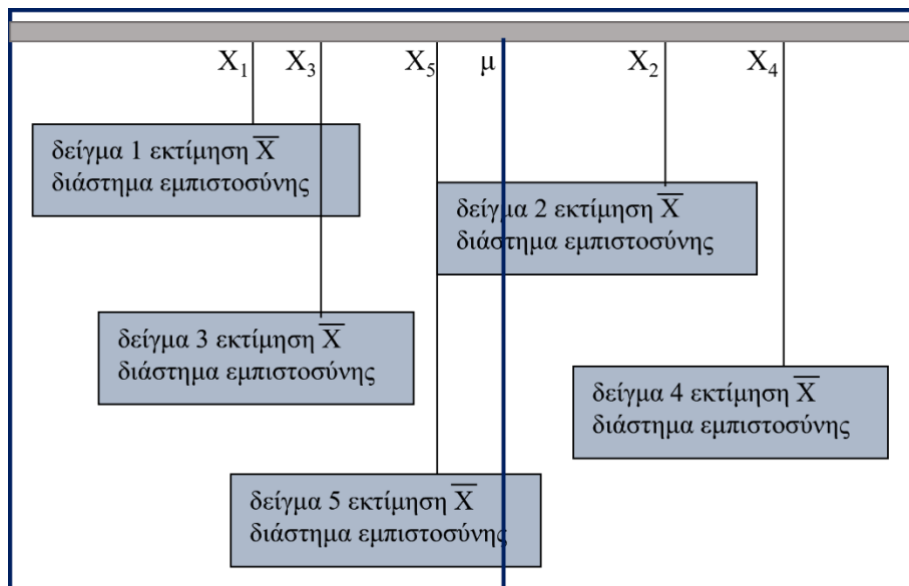 X₁ X₃ X₅ μ X₂ X₄
δείγμα 1 εκτίμηση X̅
διάστημα εμπιστοσύνης
δείγμα 2 εκτίμηση X̅
διάστημα εμπιστοσύνης
δείγμα 3 εκτίμηση X̅
διάστημα εμπιστοσύνης
δείγμα 4 εκτίμηση X̅
διάστημα εμπιστοσύνης
δείγμα 5 εκτίμηση X̅
διάστημα εμπιστοσύνης